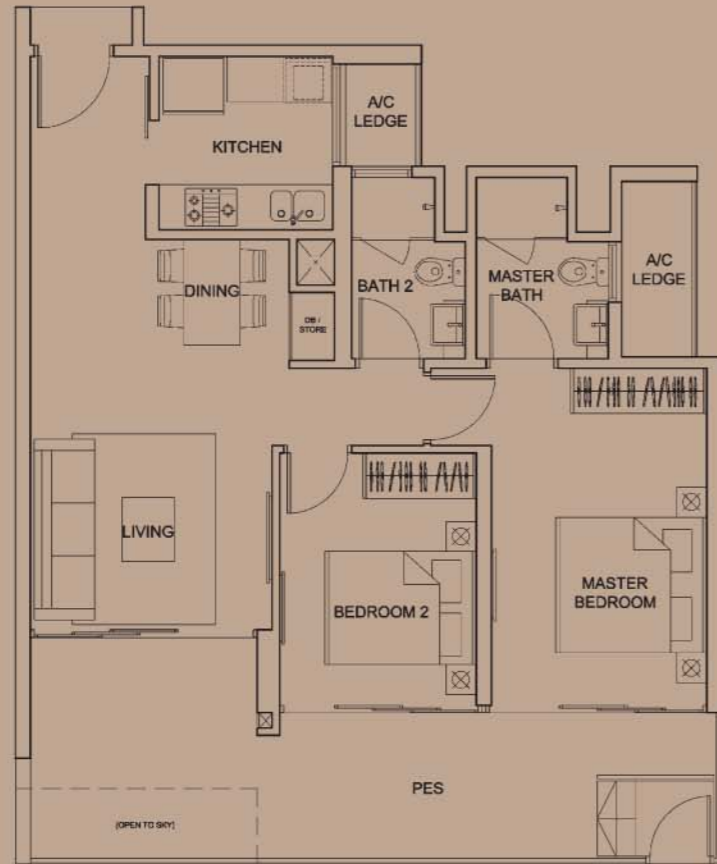 A/C
LEDGE
KITCHEN
A/C
LEDGE
DINING
BATH 2
MASTER
BATH
DB /
STORE
LIVING
BEDROOM 2
MASTER
BEDROOM
PES
(OPEN TO SKY)